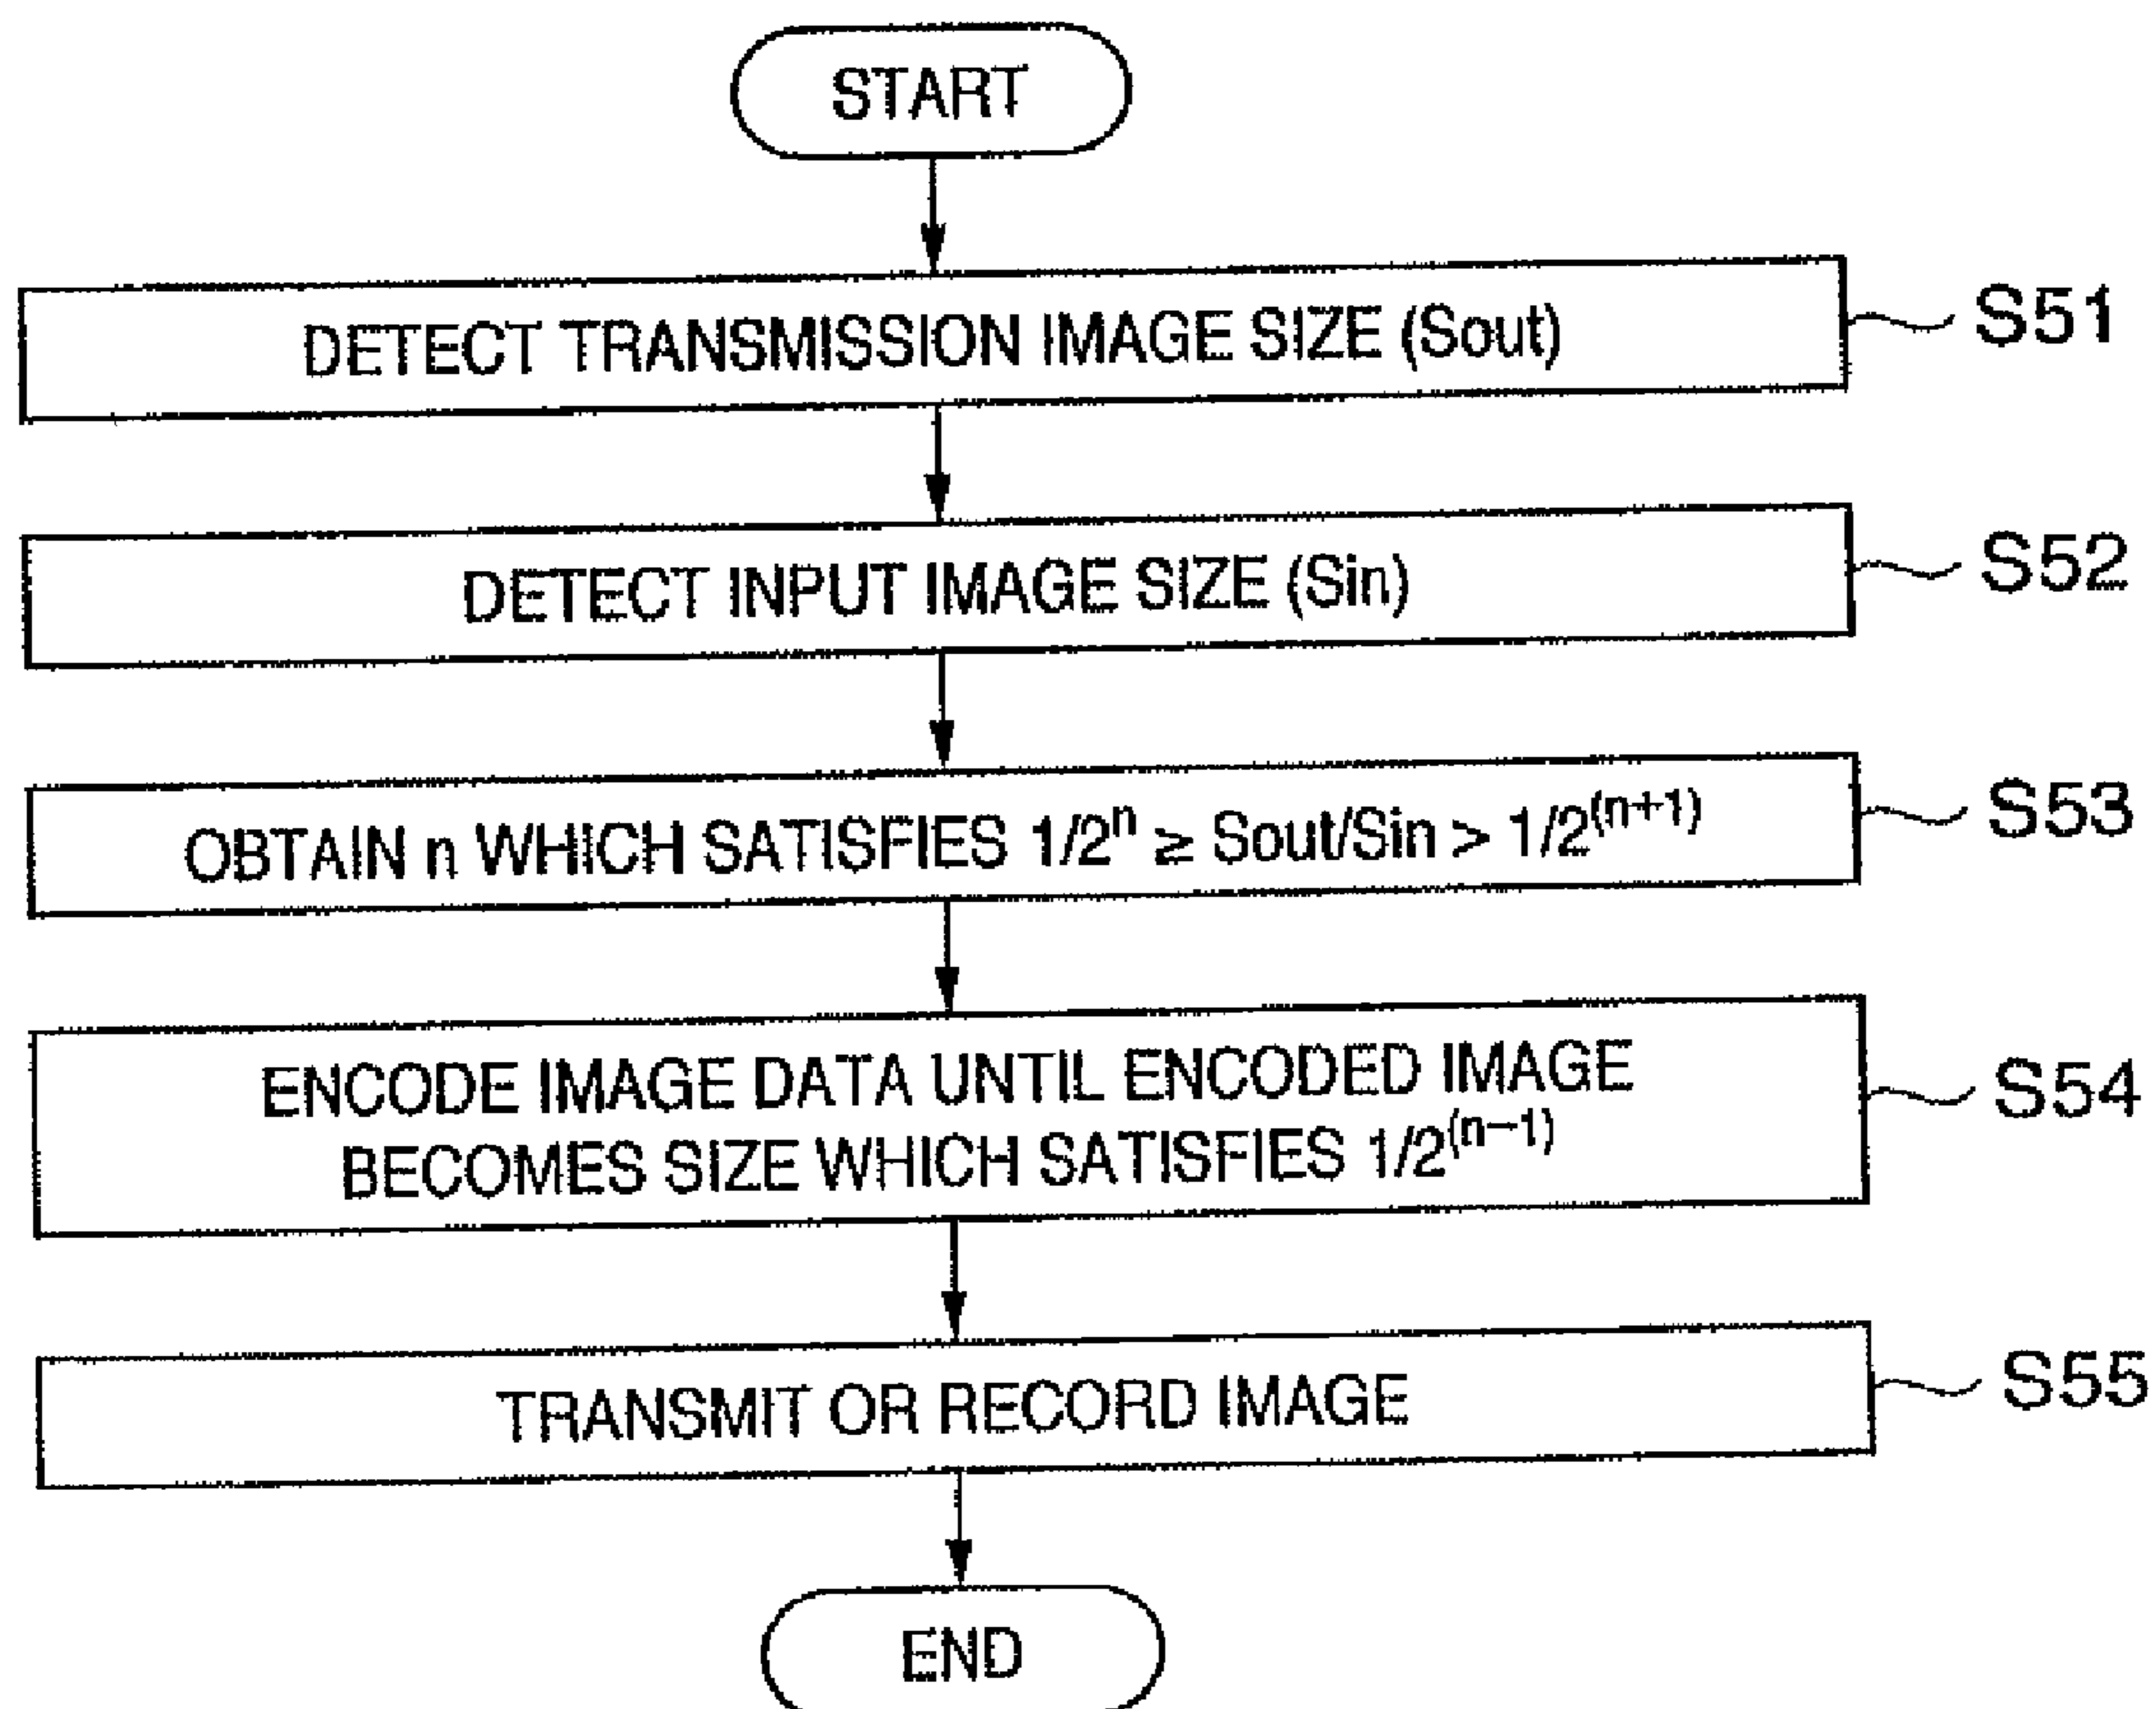 START
DETECT TRANSMISSION IMAGE SIZE (Sout)
S51
DETECT INPUT IMAGE SIZE (Sin)
S52
OBTAIN n WHICH SATISFIES 1/2^n ≥ Sout/Sin > 1/2^(n+1)
S53
ENCODE IMAGE DATA UNTIL ENCODED IMAGE
BECOMES SIZE WHICH SATISFIES 1/2^(n−1)
S54
TRANSMIT OR RECORD IMAGE
S55
END